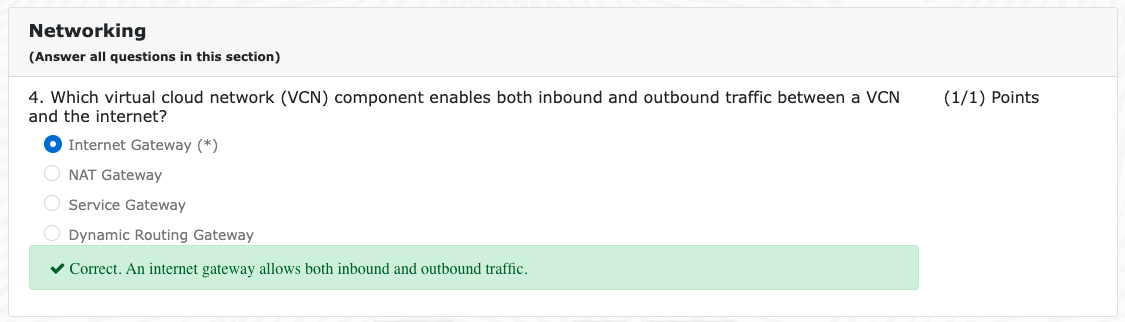 Networking
(Answer all questions in this section)
4. Which virtual cloud network (VCN) component enables both inbound and outbound traffic between a VCN (1/1) Points
and the internet?
Internet Gateway (*)
NAT Gateway
Service Gateway
Dynamic Routing Gateway
✔ Correct. An internet gateway allows both inbound and outbound traffic.